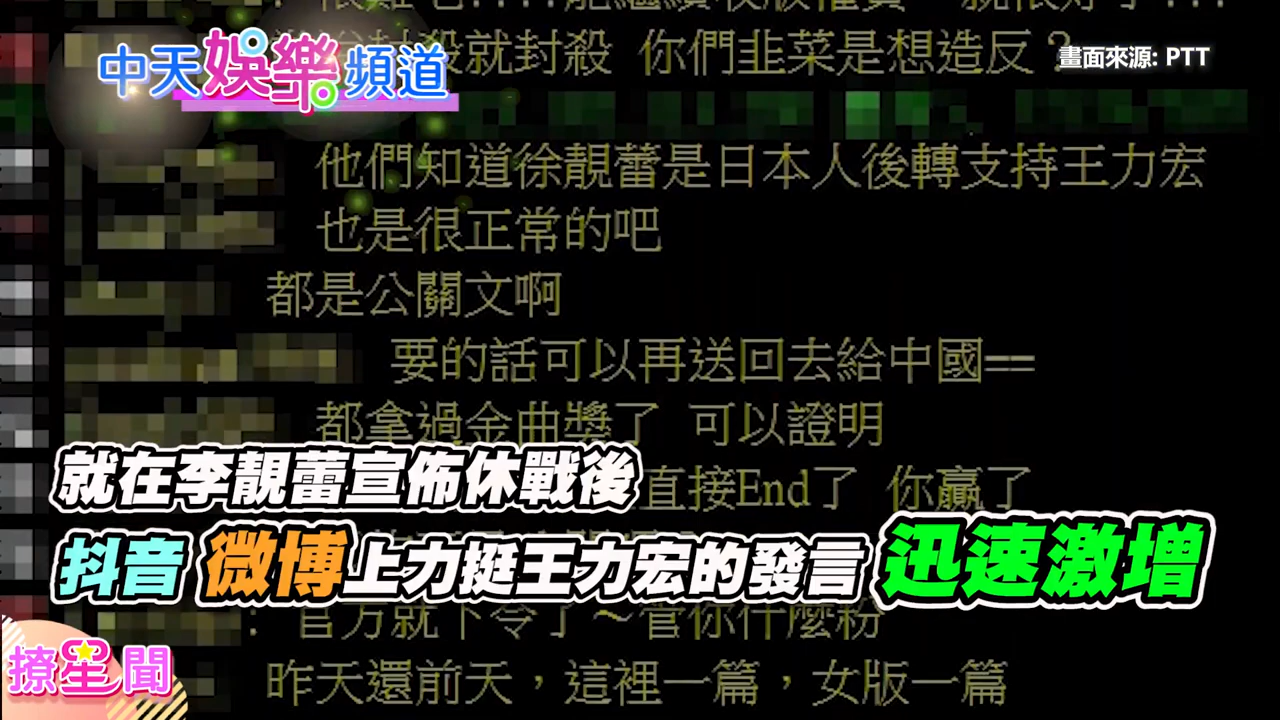 中天娛樂頻道
就封殺 你們韭菜是想造反?
畫面來源: PTT
他們知道徐靚蕾是日本人後轉支持王力宏
也是很正常的吧
都是公關文啊
要的話可以再送回去給中國==
都拿過金曲獎了 可以證明
直接End了 你贏了
就在李靚蕾宣佈休戰後
抖音 微博上力挺王力宏的發言 迅速激增
官方就下令了～管你什麼粉
昨天還前天，這裡一篇，女版一篇
撩星聞